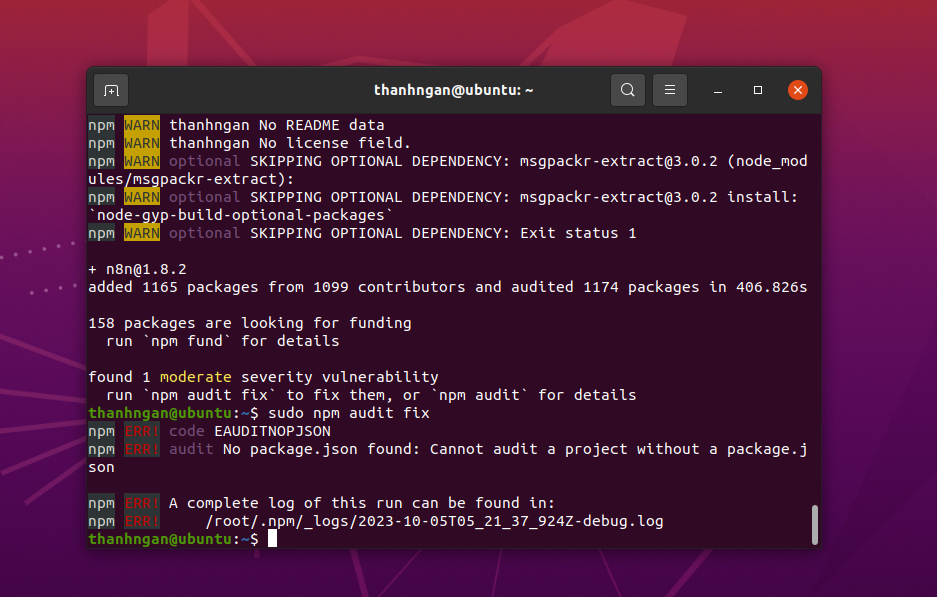 thanhngan@ubuntu: ~
npm WARN thanhngan No README data
npm WARN thanhngan No license field.
npm WARN optional SKIPPING OPTIONAL DEPENDENCY: msgpackr-extract@3.0.2 (node_mod
ules/msgpackr-extract):
npm WARN optional SKIPPING OPTIONAL DEPENDENCY: msgpackr-extract@3.0.2 install:
`node-gyp-build-optional-packages`
npm WARN optional SKIPPING OPTIONAL DEPENDENCY: Exit status 1
+ n8n@1.8.2
added 1165 packages from 1099 contributors and audited 1174 packages in 406.826s
158 packages are looking for funding
  run `npm fund` for details
found 1 moderate severity vulnerability
  run `npm audit fix` to fix them, or `npm audit` for details
thanhngan@ubuntu:~$ sudo npm audit fix
npm ERR! code EAUDITNOPJSON
npm ERR! audit No package.json found: Cannot audit a project without a package.j
son
npm ERR! A complete log of this run can be found in:
npm ERR!     /root/.npm/_logs/2023-10-05T05_21_37_924Z-debug.log
thanhngan@ubuntu:~$